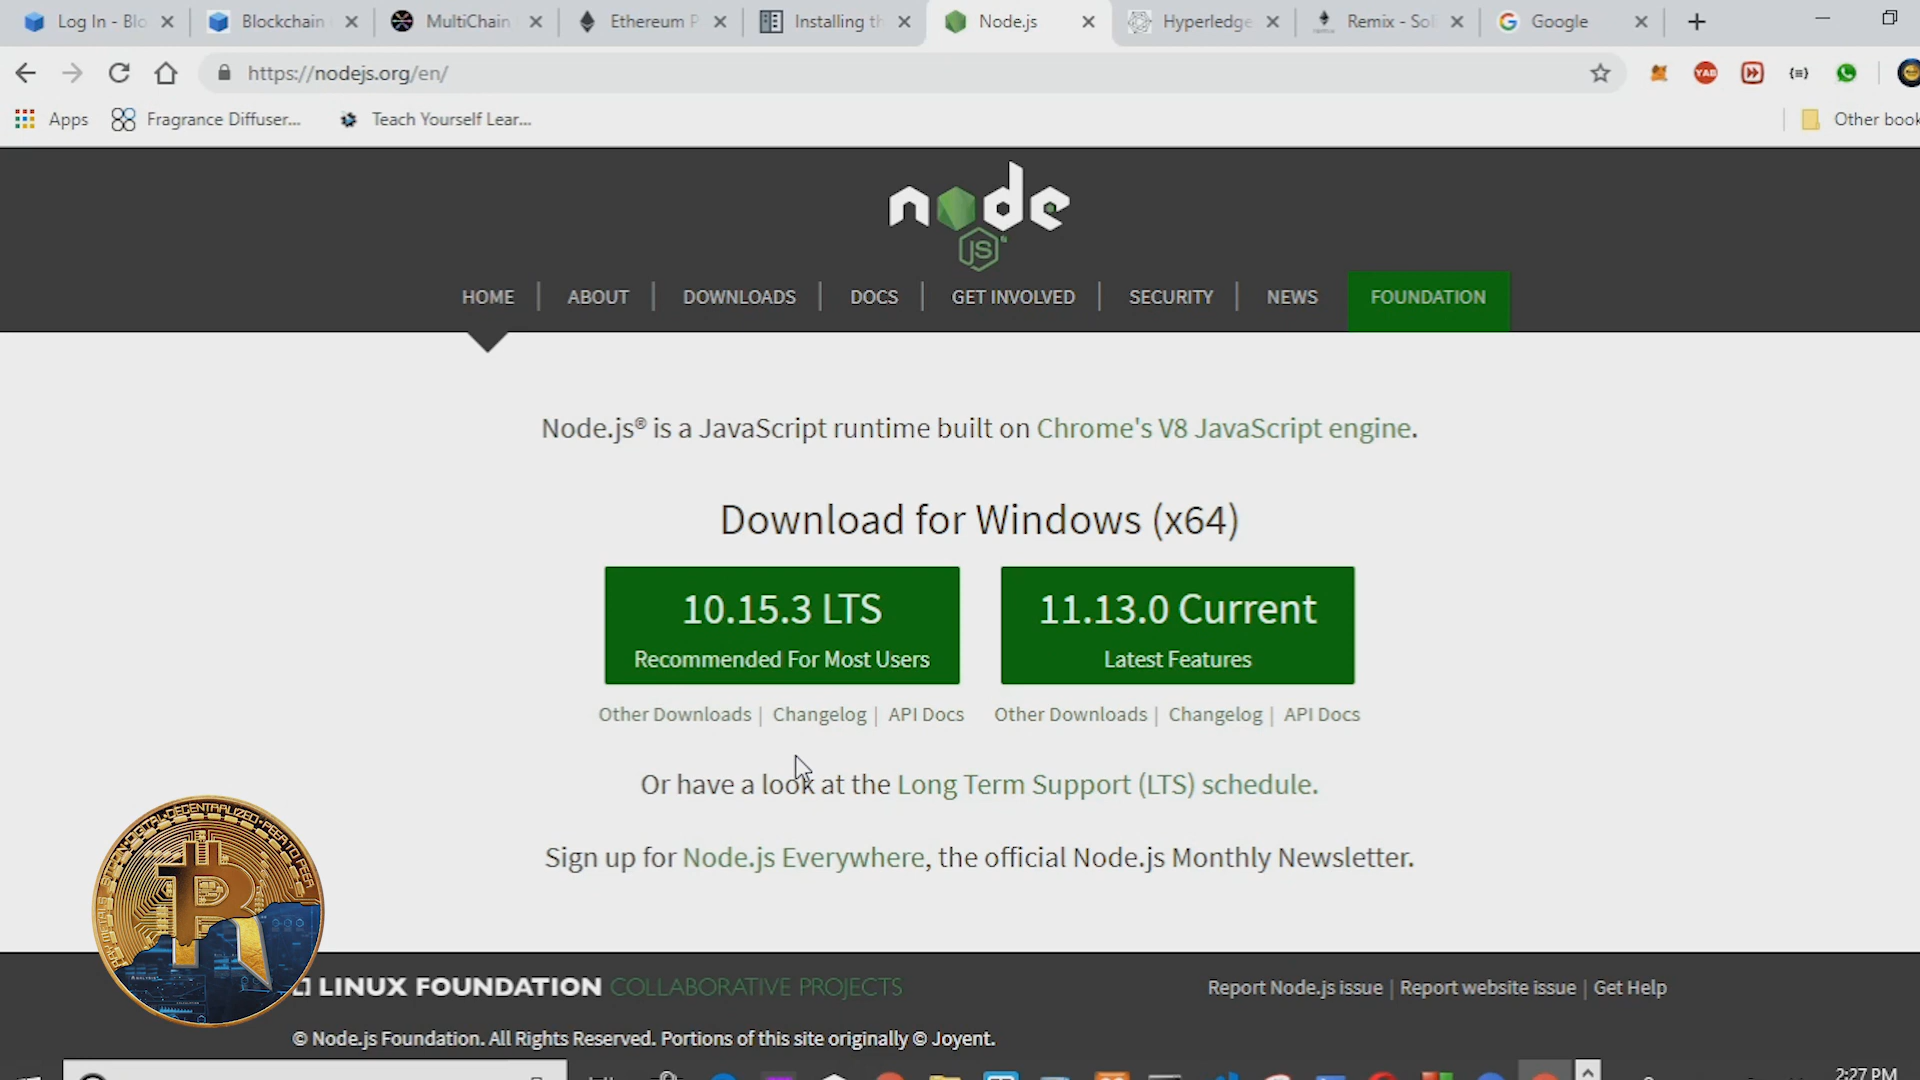 Log In - Blo
Blockchain
MultiChain
Ethereum P
Installing th
Node.js
Hyperledge
Remix - Sol
Google
https://nodejs.org/en/
YAB
Apps
Fragrance Diffuser...
Teach Yourself Lear...
Other book
node
JS
HOME
ABOUT
DOWNLOADS
DOCS
GET INVOLVED
SECURITY
NEWS
FOUNDATION
Node.js® is a JavaScript runtime built on Chrome's V8 JavaScript engine.
Download for Windows (x64)
10.15.3 LTS
Recommended For Most Users
11.13.0 Current
Latest Features
Other Downloads | Changelog | API Docs
Other Downloads | Changelog | API Docs
Or have a look at the Long Term Support (LTS) schedule.
Sign up for Node.js Everywhere, the official Node.js Monthly Newsletter.
DIGITAL DECENTRALIZED PEER TO PEER
LINUX FOUNDATION COLLABORATIVE PROJECTS
Report Node.js issue | Report website issue | Get Help
© Node.js Foundation. All Rights Reserved. Portions of this site originally © Joyent.
2:27 PM